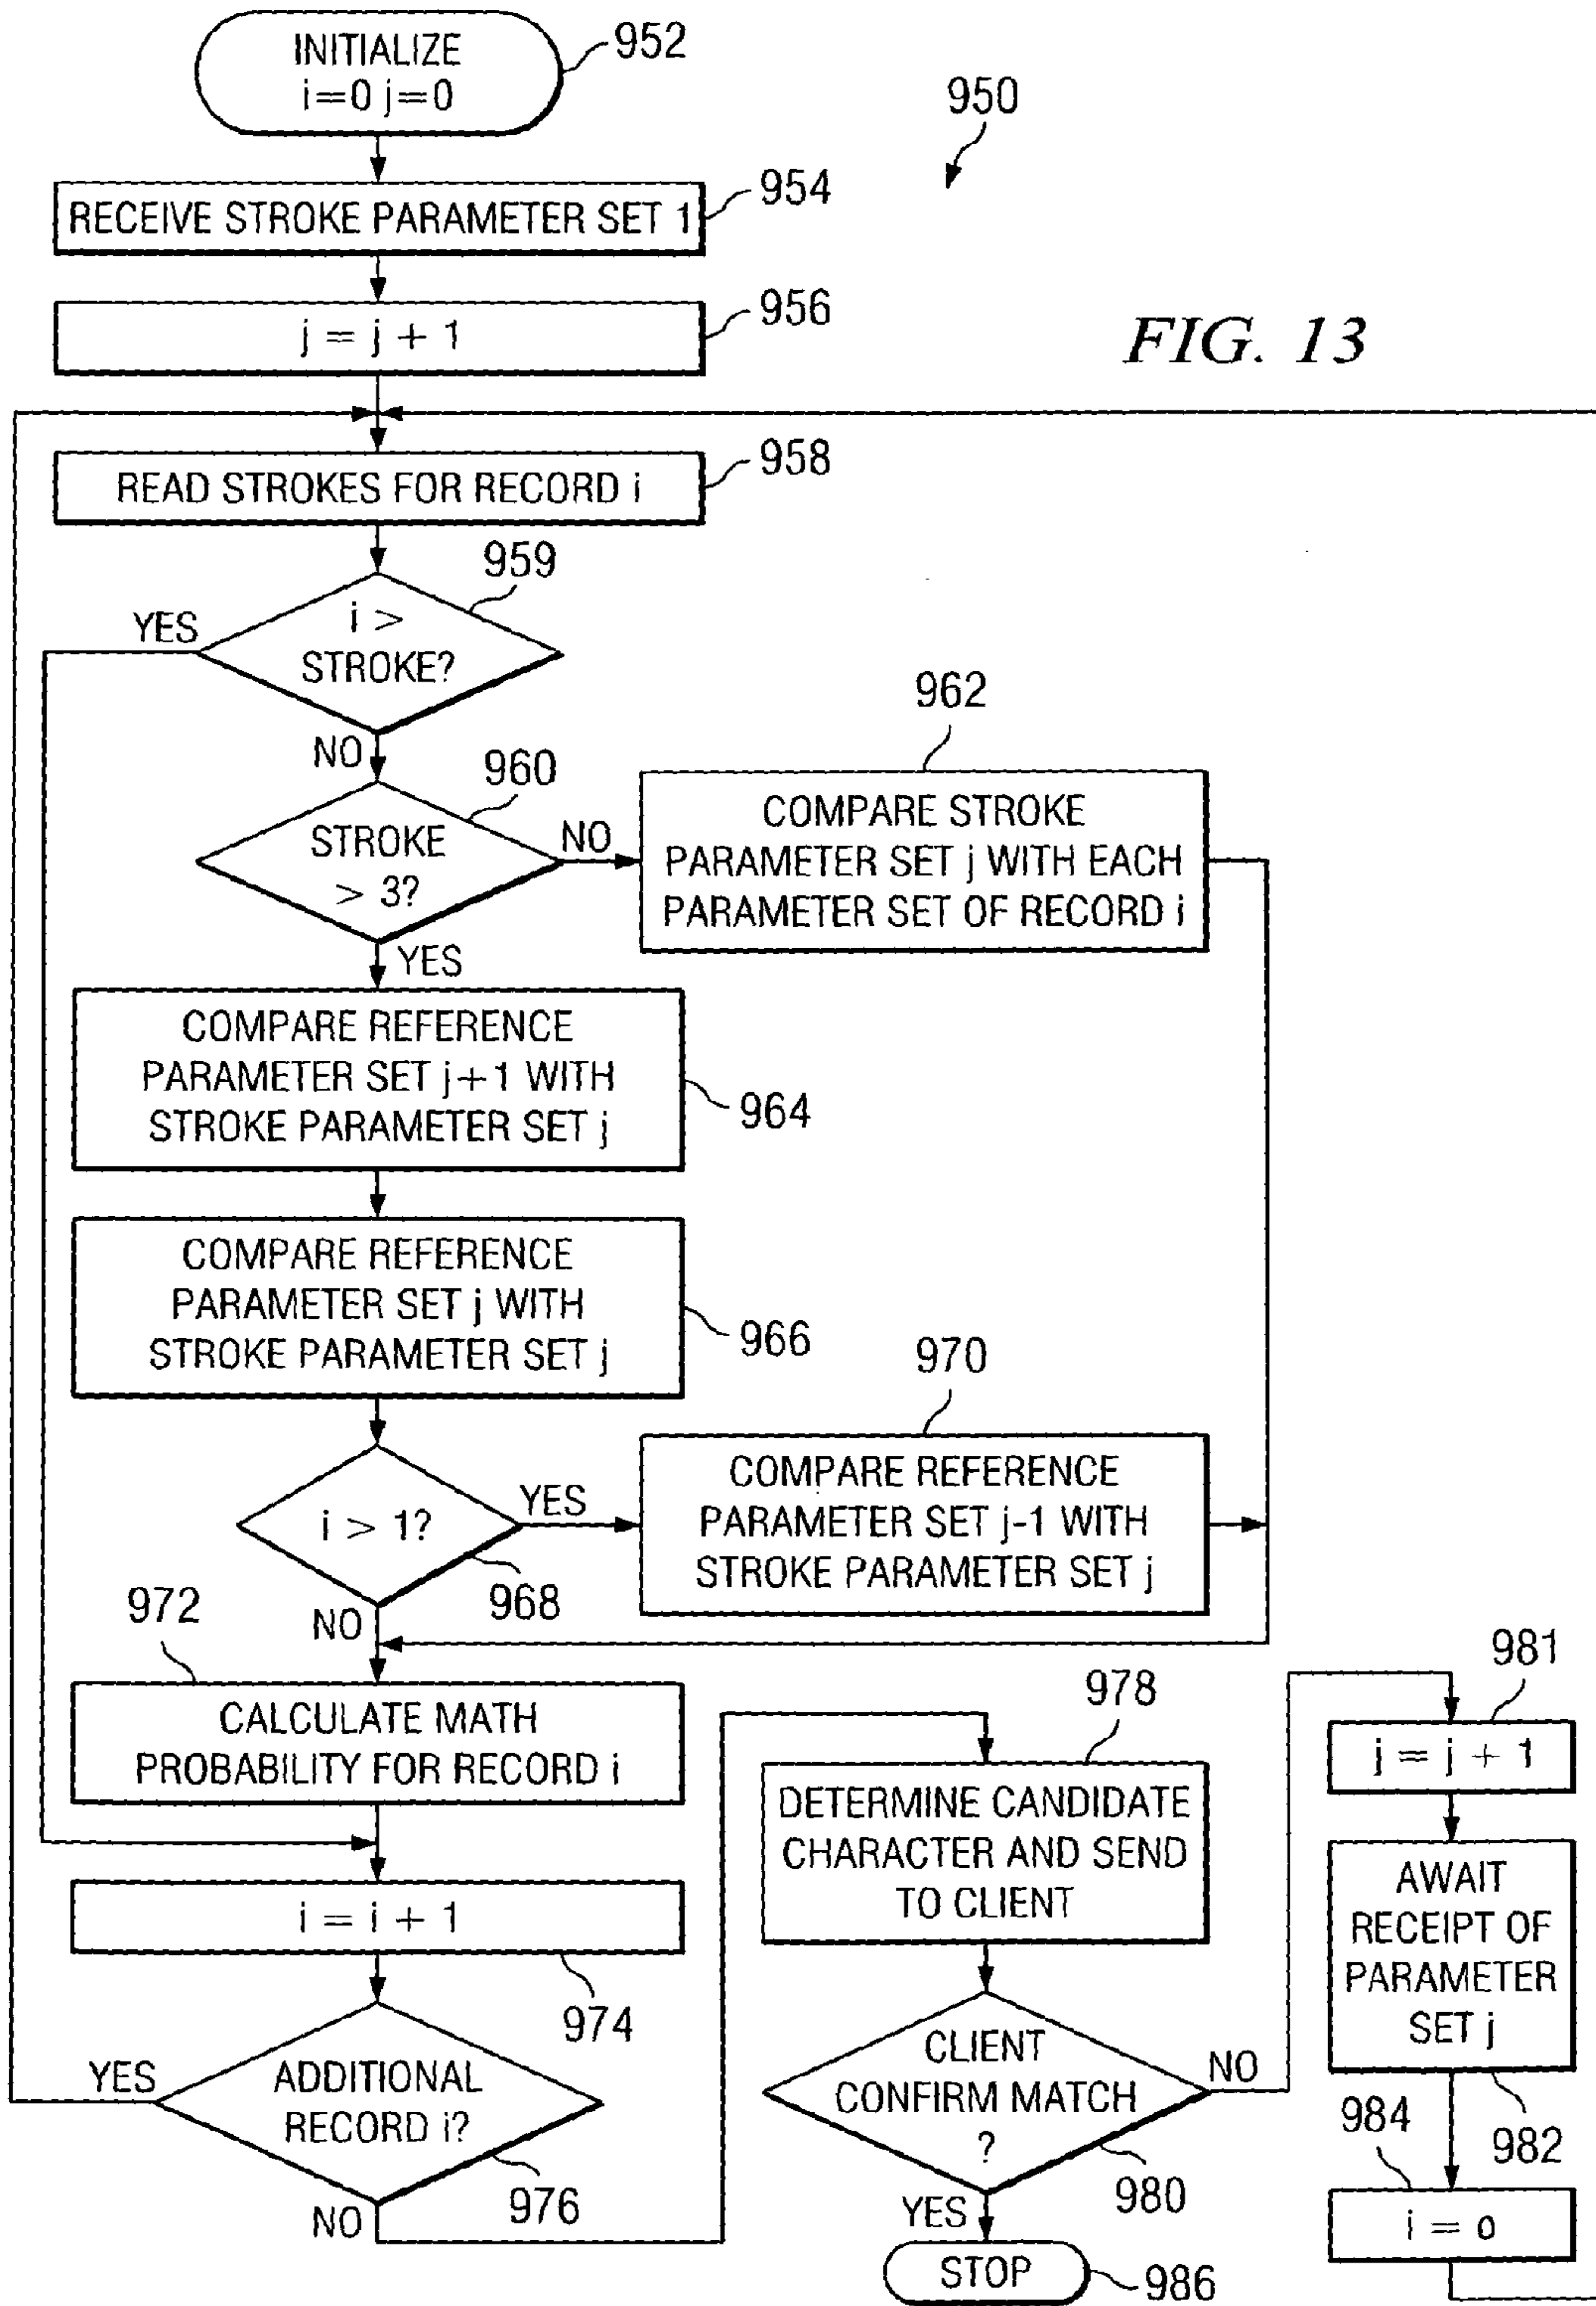 INITIALIZE
i=0 j=0
952
950
RECEIVE STROKE PARAMETER SET 1
954
j = j + 1
956
FIG. 13
READ STROKES FOR RECORD i
958
959
i >
STROKE?
YES
NO
960
STROKE
> 3?
NO
YES
962
COMPARE STROKE
PARAMETER SET j WITH EACH
PARAMETER SET OF RECORD i
COMPARE REFERENCE
PARAMETER SET j+1 WITH
STROKE PARAMETER SET j
964
COMPARE REFERENCE
PARAMETER SET j WITH
STROKE PARAMETER SET j
966
i > 1?
YES
968
NO
970
COMPARE REFERENCE
PARAMETER SET j-1 WITH
STROKE PARAMETER SET j
972
CALCULATE MATH
PROBABILITY FOR RECORD i
i = i + 1
974
ADDITIONAL
RECORD i?
YES
976
NO
978
DETERMINE CANDIDATE
CHARACTER AND SEND
TO CLIENT
CLIENT
CONFIRM MATCH
?
NO
980
YES
STOP
986
981
j = j + 1
AWAIT
RECEIPT OF
PARAMETER
SET j
982
984
i = o